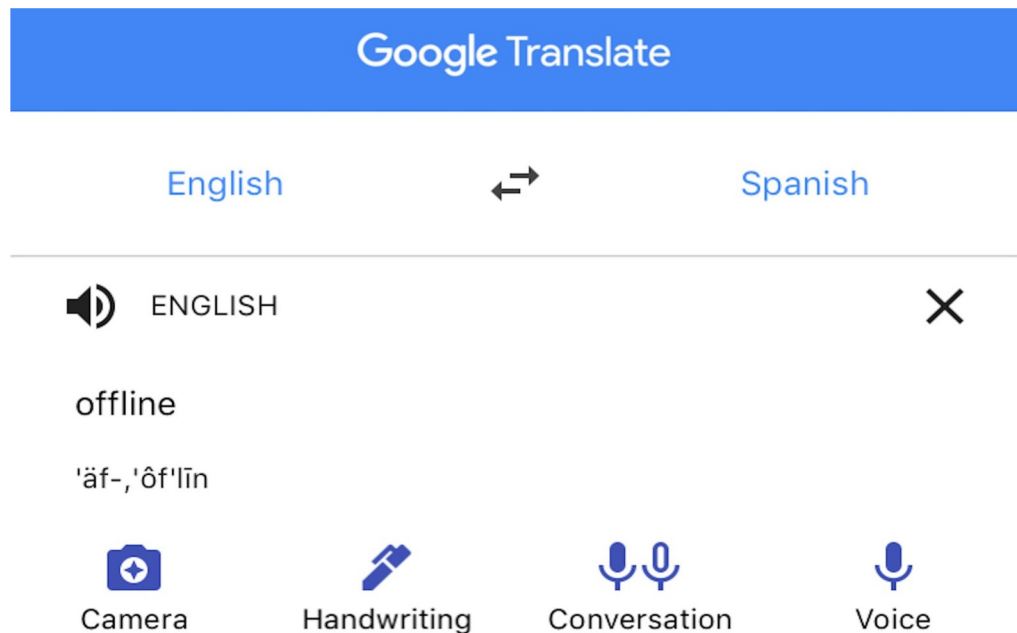 Google Translate
English Spanish
ENGLISH
offline
'äf-,'ôf'līn
Camera Handwriting Conversation Voice